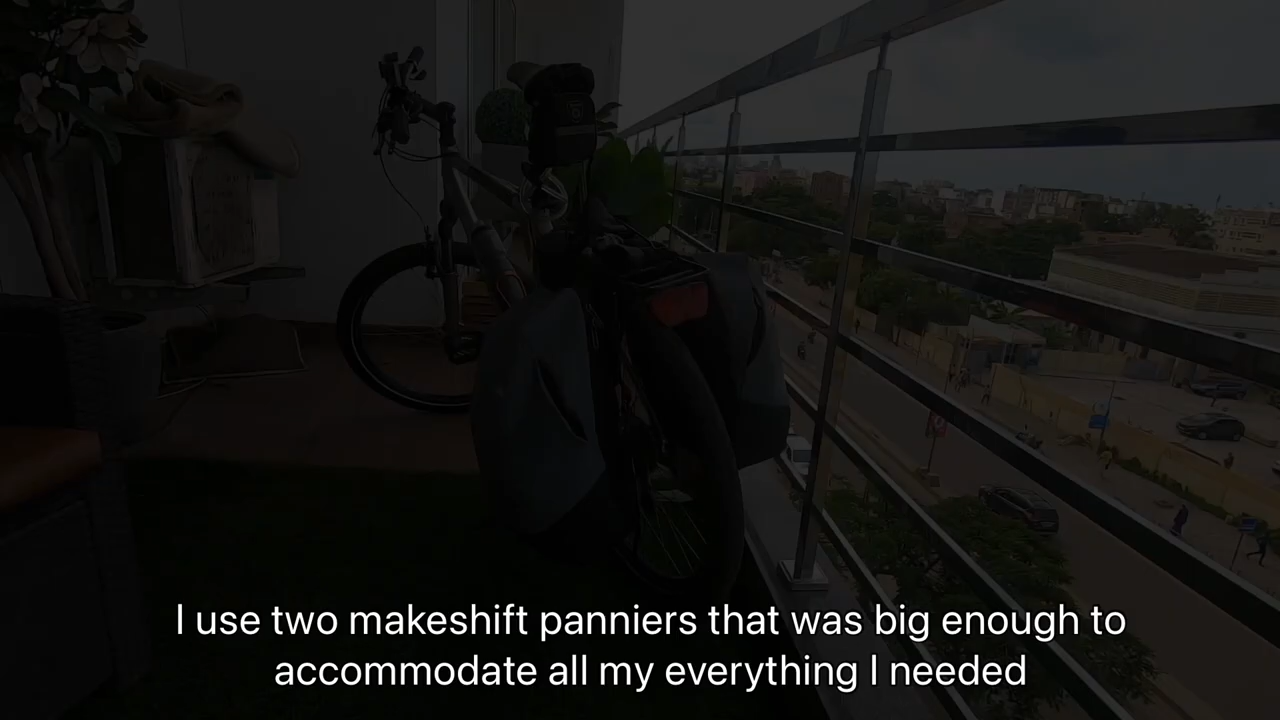 I use two makeshift panniers that was big enough to
accommodate all my everything I needed